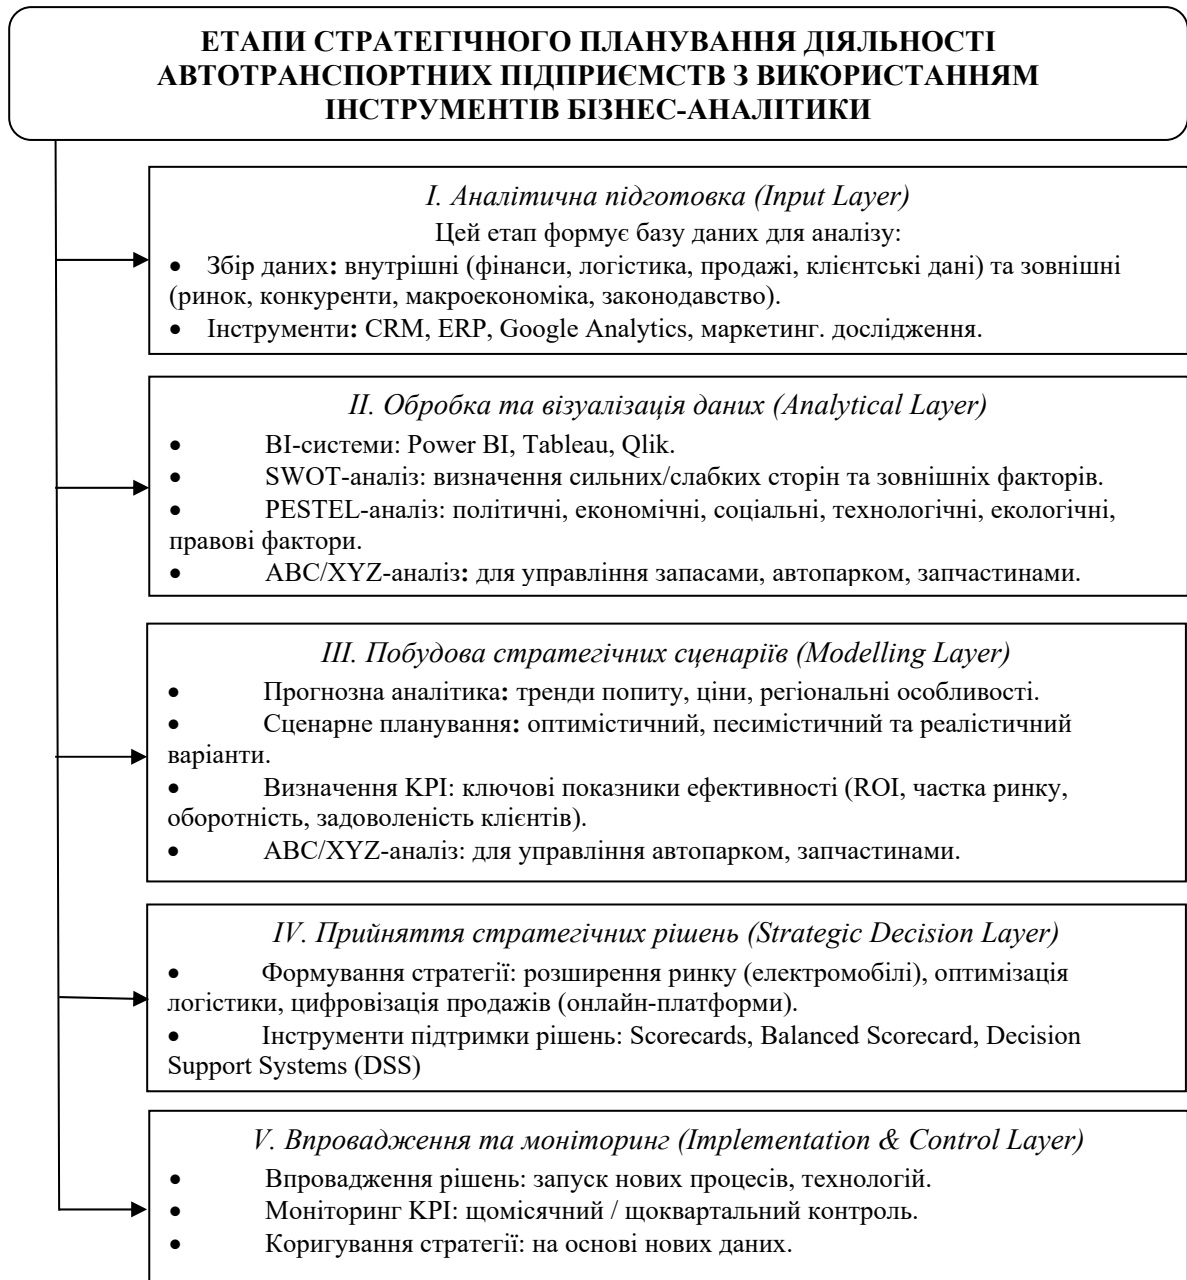 ЕТАПИ СТРАТЕГІЧНОГО ПЛАНУВАННЯ ДІЯЛЬНОСТІ
АВТОТРАНСПОРТНИХ ПІДПРИЄМСТВ З ВИКОРИСТАННЯМ
ІНСТРУМЕНТІВ БІЗНЕС-АНАЛІТИКИ
I. Аналітична підготовка (Input Layer)
Цей етап формує базу даних для аналізу:
• Збір даних: внутрішні (фінанси, логістика, продажі, клієнтські дані) та зовнішні
(ринок, конкуренти, макроекономіка, законодавство).
• Інструменти: CRM, ERP, Google Analytics, маркетинг. дослідження.
II. Обробка та візуалізація даних (Analytical Layer)
• BI-системи: Power BI, Tableau, Qlik.
• SWOT-аналіз: визначення сильних/слабких сторін та зовнішніх факторів.
• PESTEL-аналіз: політичні, економічні, соціальні, технологічні, екологічні,
правові фактори.
• ABC/XYZ-аналіз: для управління запасами, автопарком, запчастинами.
III. Побудова стратегічних сценаріїв (Modelling Layer)
• Прогнозна аналітика: тренди попиту, ціни, регіональні особливості.
• Сценарне планування: оптимістичний, песимістичний та реалістичний
варіанти.
• Визначення KPI: ключові показники ефективності (ROI, частка ринку,
оборотність, задоволеність клієнтів).
• ABC/XYZ-аналіз: для управління автопарком, запчастинами.
IV. Прийняття стратегічних рішень (Strategic Decision Layer)
• Формування стратегії: розширення ринку (електромобілі), оптимізація
логістики, цифровізація продажів (онлайн-платформи).
• Інструменти підтримки рішень: Scorecards, Balanced Scorecard, Decision
Support Systems (DSS)
V. Впровадження та моніторинг (Implementation & Control Layer)
• Впровадження рішень: запуск нових процесів, технологій.
• Моніторинг KPI: щомісячний / щоквартальний контроль.
• Коригування стратегії: на основі нових даних.